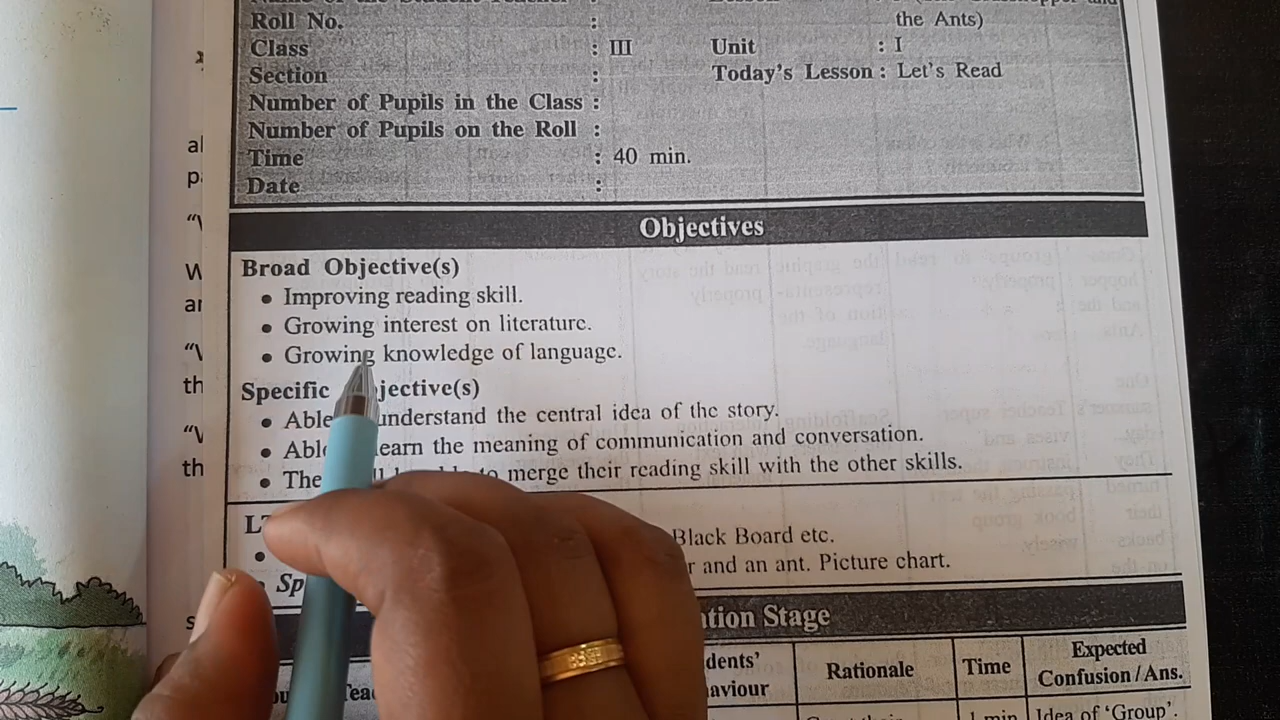 Roll No. :
the Ants)
Class : III Unit : I
Section : Today's Lesson : Let's Read
Number of Pupils in the Class :
Number of Pupils on the Roll :
Time : 40 min.
Date :
Objectives
Broad Objective(s)
• Improving reading skill.
• Growing interest on literature.
• Growing knowledge of language.
Specific jective(s)
• Able understand the central idea of the story.
• Abl earn the meaning of communication and conversation.
• The to merge their reading skill with the other skills.
Black Board etc.
r and an ant. Picture chart.
Sp
tion Stage
dents' Expected
aviour Rationale Time Confusion/Ans.
Tea
1 min Idea of 'Group'.